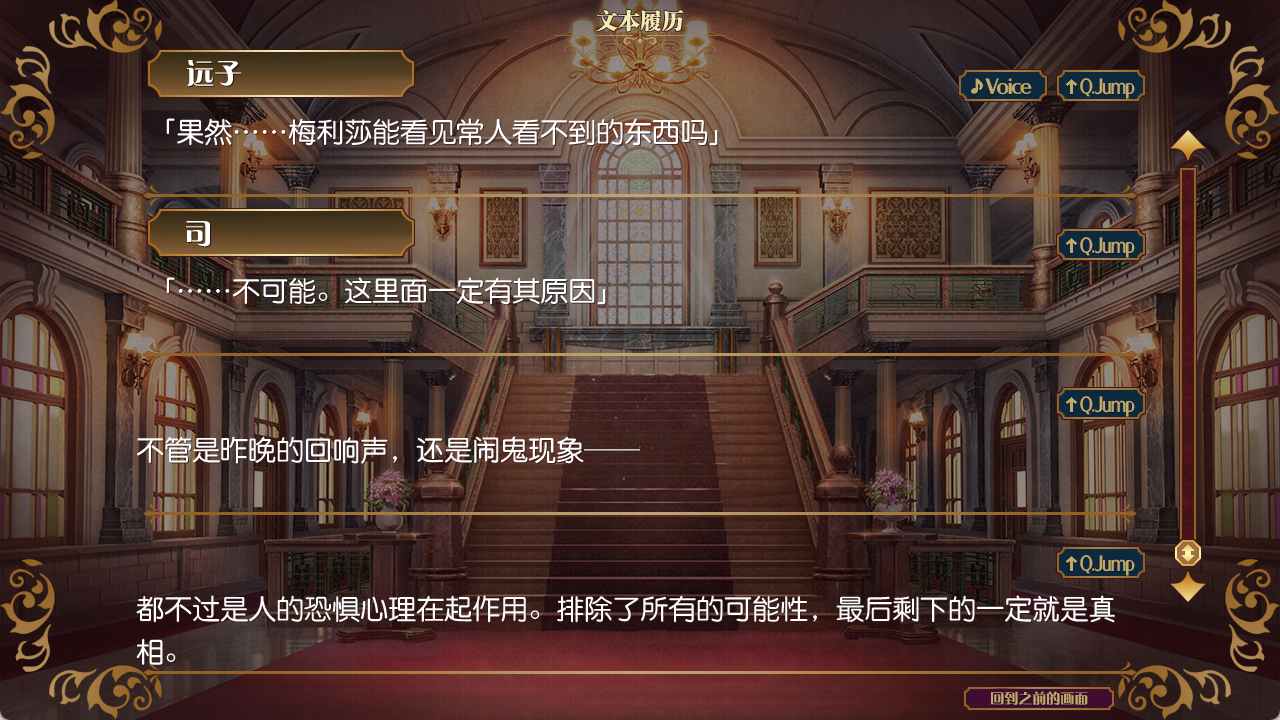 文本履历
远子
♪Voice
↑Q.Jump
「果然……梅利莎能看见常人看不到的东西吗」
司
↑Q.Jump
「……不可能。这里面一定有其原因」
↑Q.Jump
不管是昨晚的回响声，还是闹鬼现象——
↑Q.Jump
都不过是人的恐惧心理在起作用。排除了所有的可能性，最后剩下的一定就是真
相。
回到之前的画面